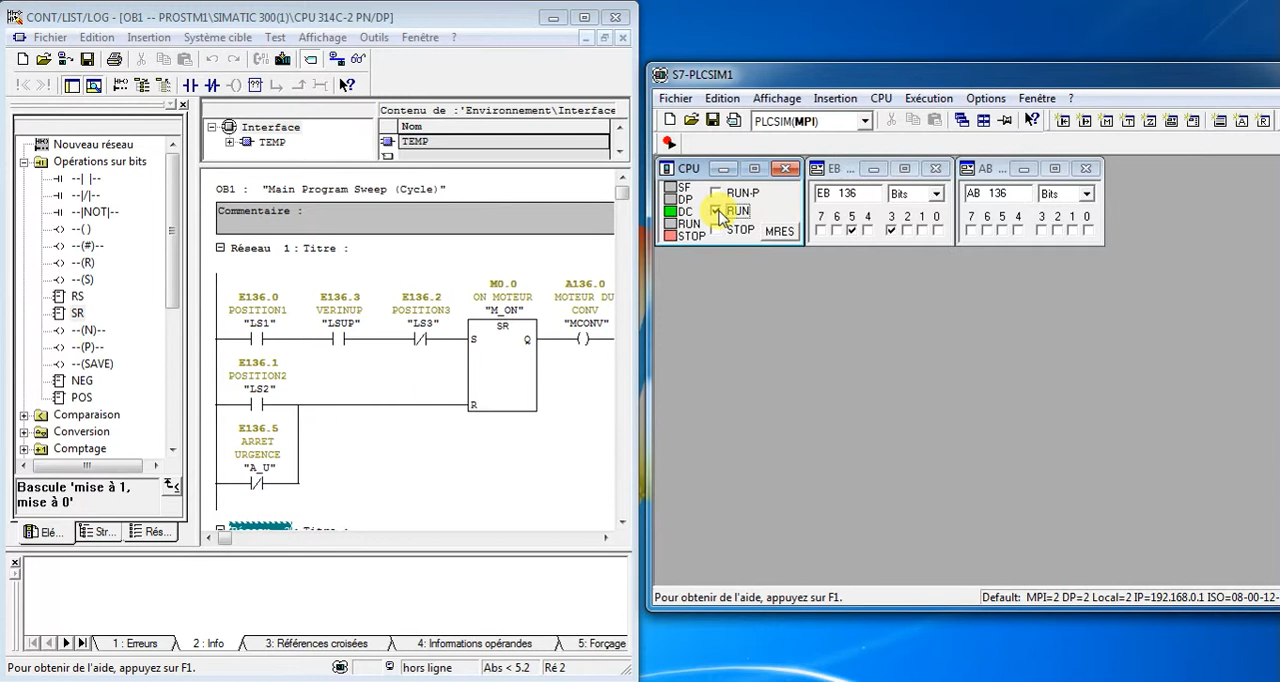 CONT/LIST/LOG - [OB1 -- PROSTM1\SIMATIC 300(1)\CPU 314C-2 PN/DP]
Fichier Edition Insertion Système cible Test Affichage Outils Fenêtre ?
Nouveau réseau
Opérations sur bits
--| |--
--|/|--
--|NOT|--
--( )
--(#)--
--(R)
--(S)
RS
SR
--(N)--
--(P)--
--(SAVE)
NEG
POS
Comparaison
Conversion
Comptage
Bascule 'mise à 1,
mise à 0'
Elé... Str... Rés...
Interface
TEMP
Contenu de :'Environnement\Interface
Nom
TEMP
OB1 : "Main Program Sweep (Cycle)"
Commentaire :
Réseau 1 : Titre :
M0.0 A136.0
E136.0 E136.3 E136.2 ON MOTEUR MOTEUR DU
POSITION1 VERINUP POSITION3 "M_ON" CONV
"LS1" "LSUP" "LS3" SR "MCONV"
S Q
E136.1
POSITION2
"LS2"
R
E136.5
ARRET
URGENCE
"A_U"
Titre :
1 : Erreurs 2 : Info 3: Références croisées 4: Informations opérandes 5: Forçage
Pour obtenir de l'aide, appuyez sur F1. hors ligne Abs < 5.2 Ré 2
S7-PLCSIM1
Fichier Edition Affichage Insertion CPU Exécution Options Fenêtre ?
PLCSIM(MPI)
CPU
SF
DP
DC
RUN
STOP
RUN-P
RUN
STOP
MRES
EB ...
EB 136 Bits
7 6 5 4 3 2 1 0
AB ...
AB 136 Bits
7 6 5 4 3 2 1 0
Pour obtenir de l'aide, appuyez sur F1. Default: MPI=2 DP=2 Local=2 IP=192.168.0.1 ISO=08-00-12-